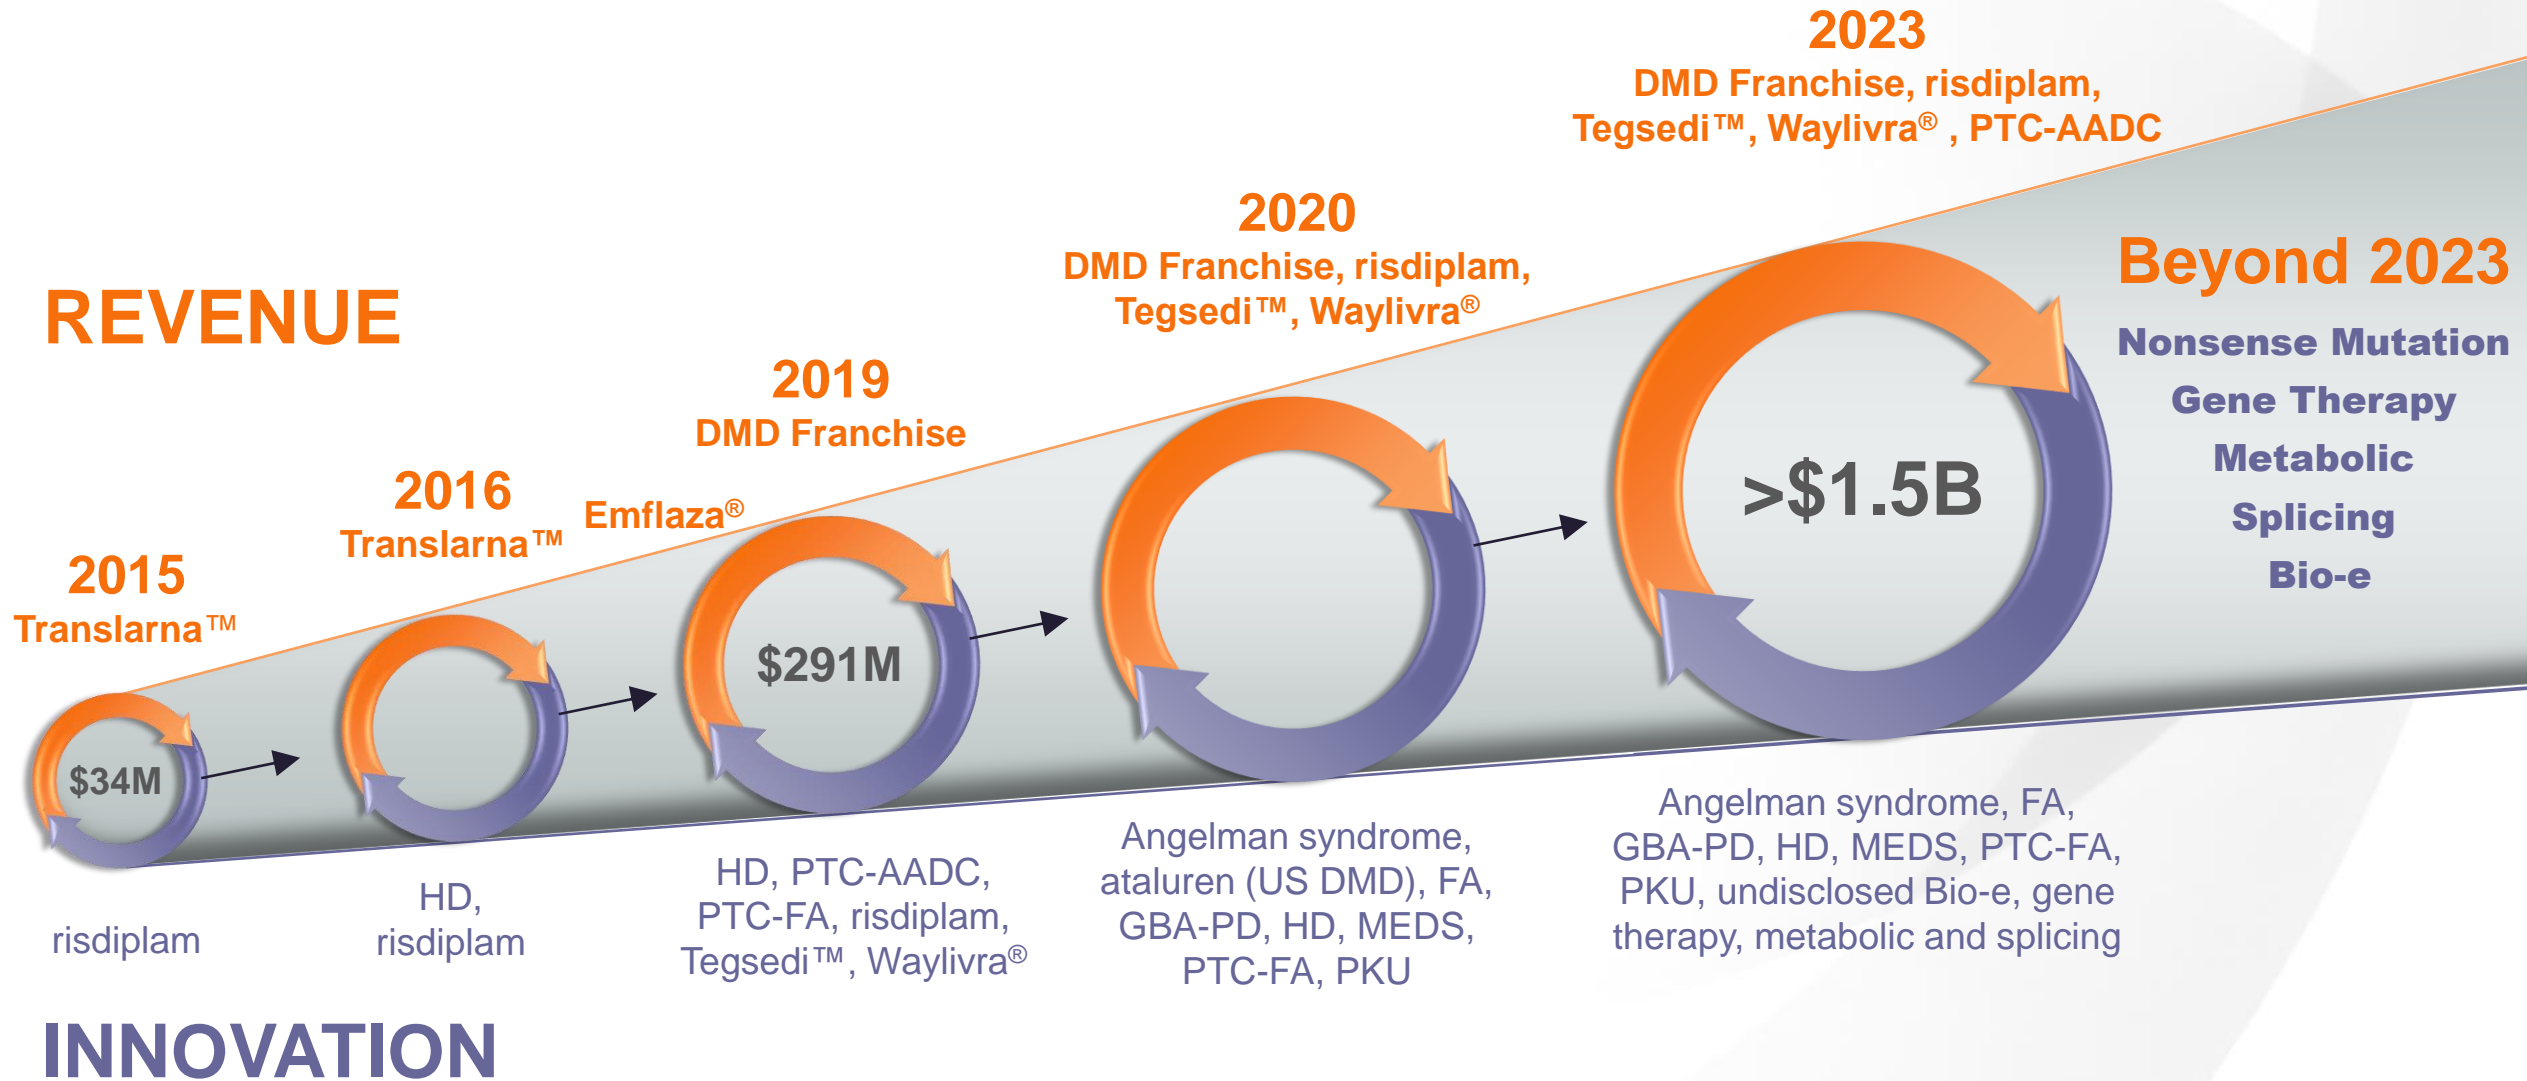 REVENUE
2015
Translarna™
$34M
risdiplam
2016
Translarna™
HD,
risdiplam
Emflaza®
2019
DMD Franchise
$291M
HD, PTC-AADC,
PTC-FA, risdiplam,
Tegsedi™, Waylivra®
2020
DMD Franchise, risdiplam,
Tegsedi™, Waylivra®
Angelman syndrome,
ataluren (US DMD), FA,
GBA-PD, HD, MEDS,
PTC-FA, PKU
2023
DMD Franchise, risdiplam,
Tegsedi™, Waylivra® , PTC-AADC
>$1.5B
Angelman syndrome, FA,
GBA-PD, HD, MEDS, PTC-FA,
PKU, undisclosed Bio-e, gene
therapy, metabolic and splicing
Beyond 2023
Nonsense Mutation
Gene Therapy
Metabolic
Splicing
Bio-e
INNOVATION